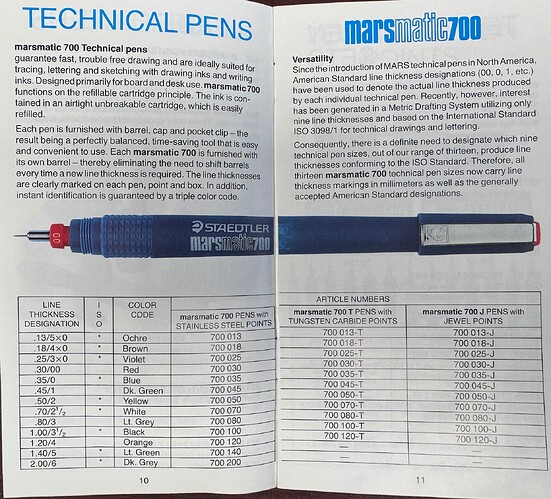 TECHNICAL PENS
marsmatic 700 Technical pens
guarantee fast, trouble free drawing and are ideally suited for
tracing, lettering and sketching with drawing inks and writing
inks. Designed primarily for board and desk use. marsmatic 700
functions on the refillable cartridge principle. The ink is con-
tained in an airtight unbreakable cartridge, which is easily
refilled.
Each pen is furnished with barrel, cap and pocket clip – the
result being a perfectly balanced, time-saving tool that is easy
and convenient to use. Each marsmatic 700 is furnished with
its own barrel – thereby eliminating the need to shift barrels
every time a new line thickness is required. The line thicknesses
are clearly marked on each pen, point and box. In addition,
instant identification is guaranteed by a triple color code.
00
STAEDTLER
marsmatic700
LINE THICKNESS DESIGNATION | ISO | COLOR CODE | marsmatic 700 PENS with STAINLESS STEEL POINTS
.13/5×0 * Ochre 700 013
.18/4×0 * Brown 700 018
.25/3×0 * Violet 700 025
.30/00 Red 700 030
.35/0 * Blue 700 035
.45/1 Dk. Green 700 045
.50/2 * Yellow 700 050
.70/2½ * White 700 070
.80/3 Lt. Grey 700 080
1.00/3½ * Black 700 100
1.20/4 Orange 700 120
1.40/5 * Lt. Green 700 140
2.00/6 * Dk. Grey 700 200
10
marsmatic700
Versatility
Since the introduction of MARS technical pens in North America,
American Standard line thickness designations (00, 0, 1, etc.)
have been used to denote the actual line thickness produced
by each individual technical pen. Recently, however, interest
has been generated in a Metric Drafting System utilizing only
nine line thicknesses and based on the International Standard
ISO 3098/1 for technical drawings and lettering.
Consequently, there is a definite need to designate which nine
technical pen sizes, out of our range of thirteen, produce line
thicknesses conforming to the ISO Standard. Therefore, all
thirteen marsmatic 700 technical pen sizes now carry line
thickness markings in millimeters as well as the generally
accepted American Standard designations.
ARTICLE NUMBERS
marsmatic 700 T PENS with TUNGSTEN CARBIDE POINTS | marsmatic 700 J PENS with JEWEL POINTS
700 013-T 700 013-J
700 018-T 700 018-J
700 025-T 700 025-J
700 030-T 700 030-J
700 035-T 700 035-J
700 045-T 700 045-J
700 050-T 700 050-J
700 070-T 700 070-J
700 080-T 700 080-J
700 100-T 700 100-J
700 120-T 700 120-J
— —
— —
11